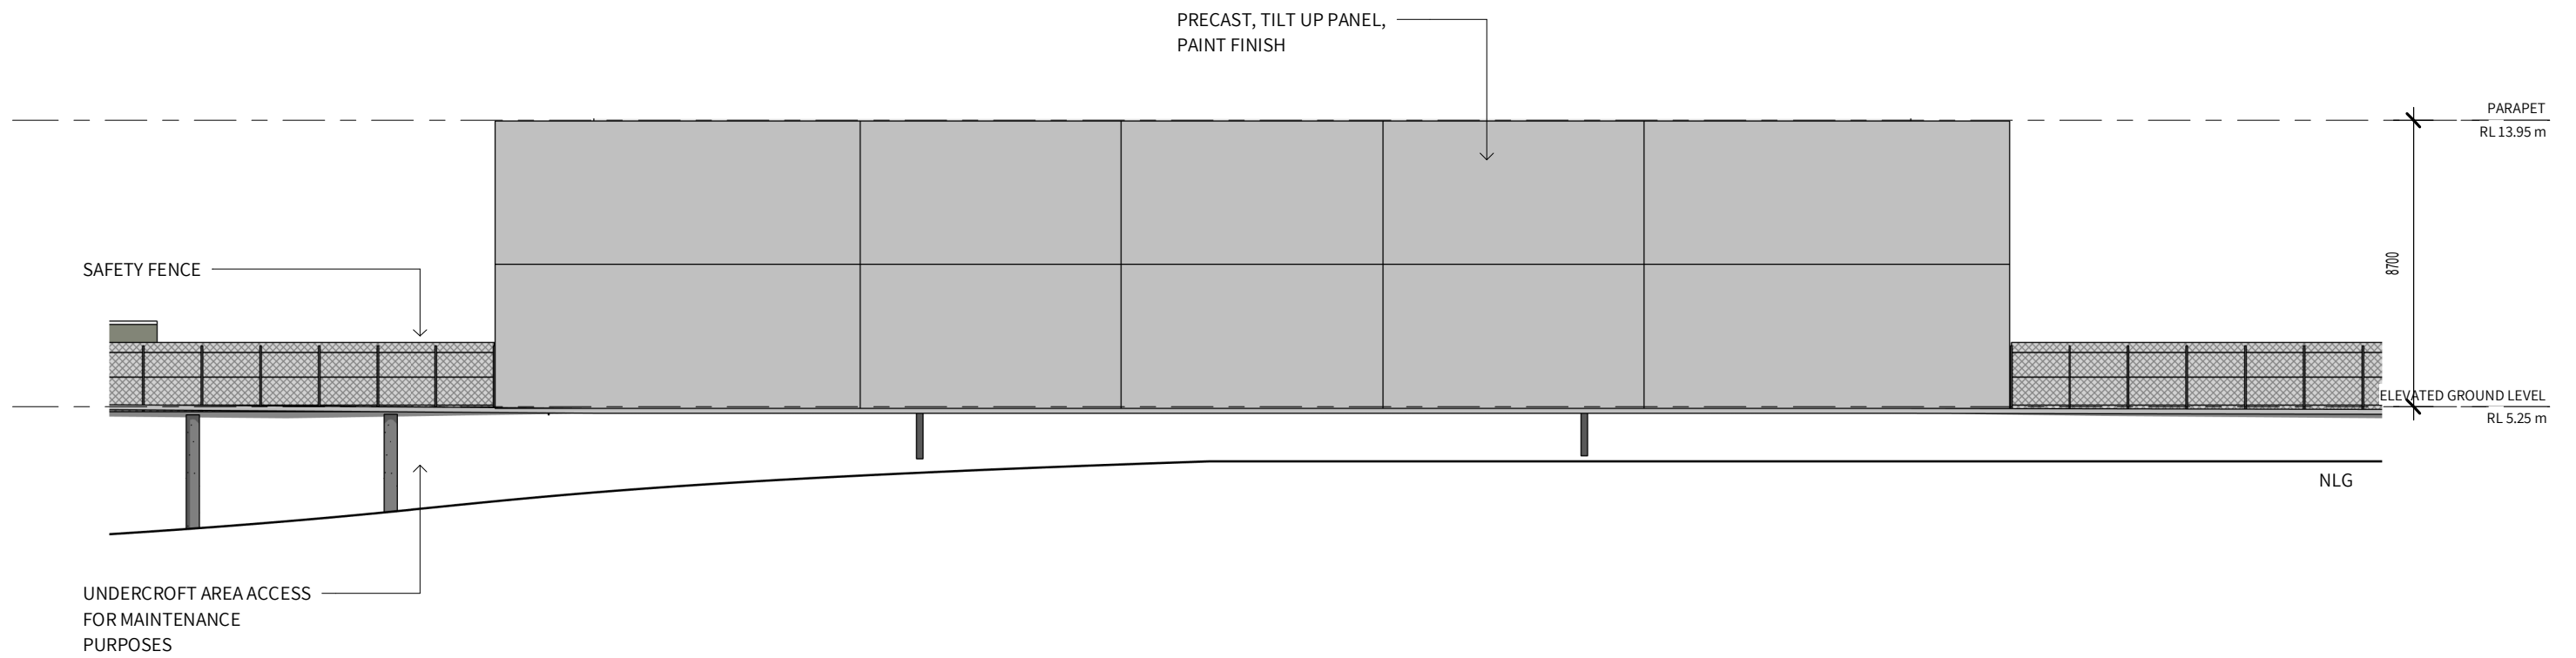 PRECAST, TILT UP PANEL,
PAINT FINISH
PARAPET
RL 13.95 m
SAFETY FENCE
8700
ELEVATED GROUND LEVEL
RL 5.25 m
NLG
UNDERCROFT AREA ACCESS
FOR MAINTENANCE
PURPOSES